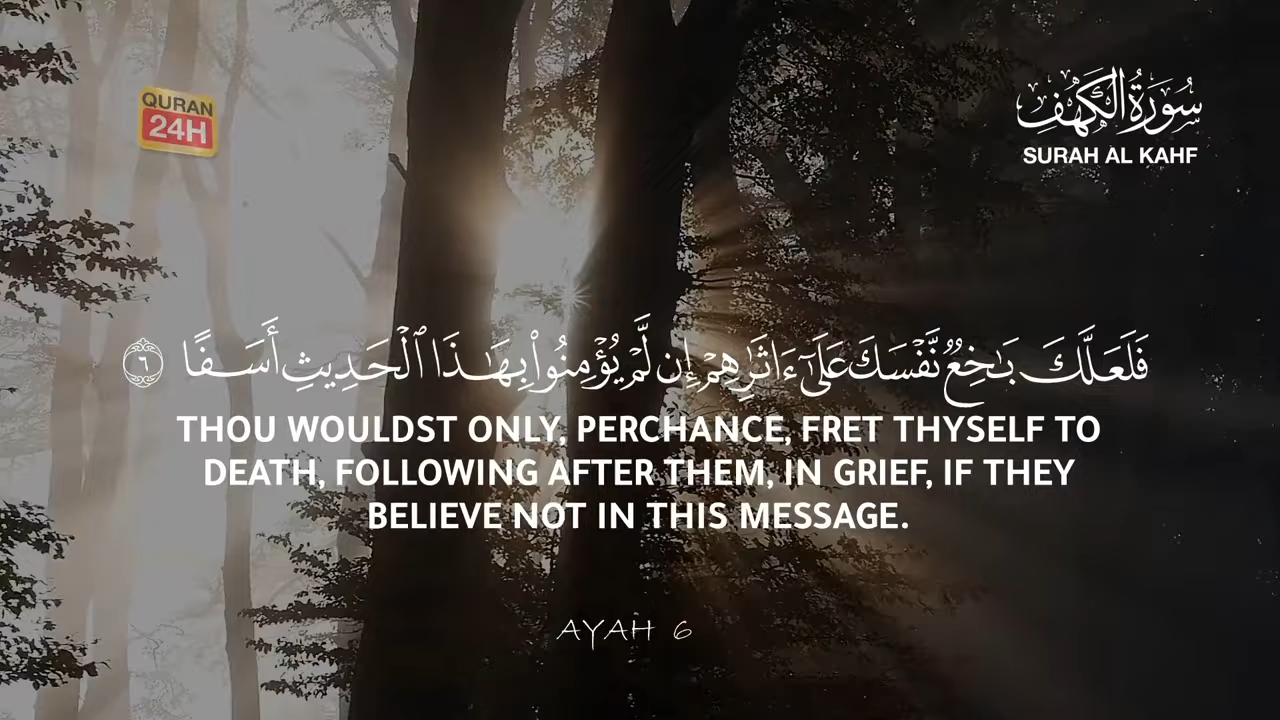 QURAN
24H
سُورَةُ الكَهْفِ
SURAH AL KAHF
فَلَعَلَّكَ بَـٰخِعٌ نَّفْسَكَ عَلَىٰٓ ءَاثَـٰرِهِمْ إِن لَّمْ يُؤْمِنُوا۟ بِهَـٰذَا ٱلْحَدِيثِ أَسَفًا ٦
THOU WOULDST ONLY, PERCHANCE, FRET THYSELF TO
DEATH, FOLLOWING AFTER THEM, IN GRIEF, IF THEY
BELIEVE NOT IN THIS MESSAGE.
AYAH 6